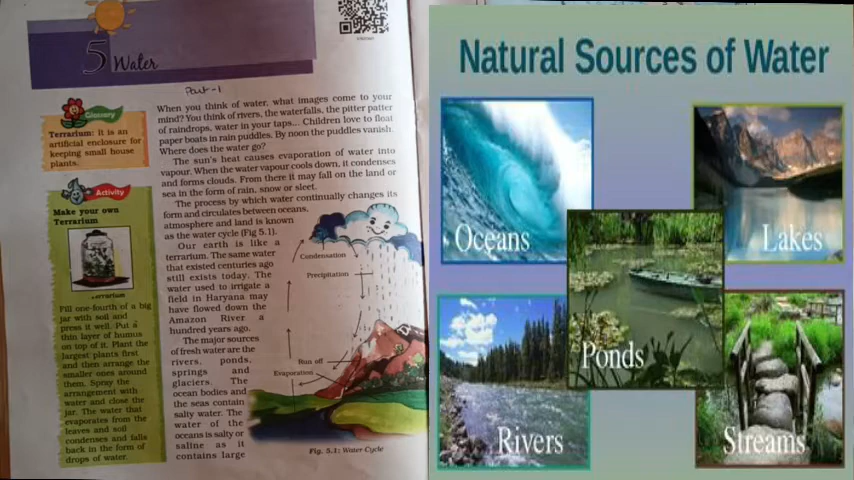 5 Water
Part-1
Glossary
Terrarium: It is an
artificial enclosure for
keeping small house
plants.
Activity
Make your own
Terrarium
Terrarium
Fill one-fourth of a big
jar with soil and
press it well. Put a
thin layer of humus
on top of it. Plant the
largest plants first
and then arrange the
smaller ones around
them. Spray the
arrangement with
water and close the
jar. The water that
evaporates from the
leaves and soil
condenses and falls
back in the form of
drops of water.
When you think of water, what images come to your
mind? You think of rivers, the waterfalls, the pitter patter
of raindrops, water in your taps... Children love to float
paper boats in rain puddles. By noon the puddles vanish.
Where does the water go?
The sun's heat causes evaporation of water into
vapour. When the water vapour cools down, it condenses
and forms clouds. From there it may fall on the land or
sea in the form of rain, snow or sleet.
The process by which water continually changes its
form and circulates between oceans,
atmosphere and land is known
as the water cycle (Fig 5.1).
Our earth is like a
terrarium. The same water
that existed centuries ago
still exists today. The
water used to irrigate a
field in Haryana may
have flowed down the
Amazon River a
hundred years ago.
The major sources
of fresh water are the
rivers, ponds,
springs and
glaciers. The
ocean bodies and
the seas contain
salty water. The
water of the
oceans is salty or
saline as it
contains large
Condensation
Precipitation
Run off
Evaporation
Fig. 5.1: Water Cycle
Natural Sources of Water
Oceans
Lakes
Ponds
Rivers
Streams